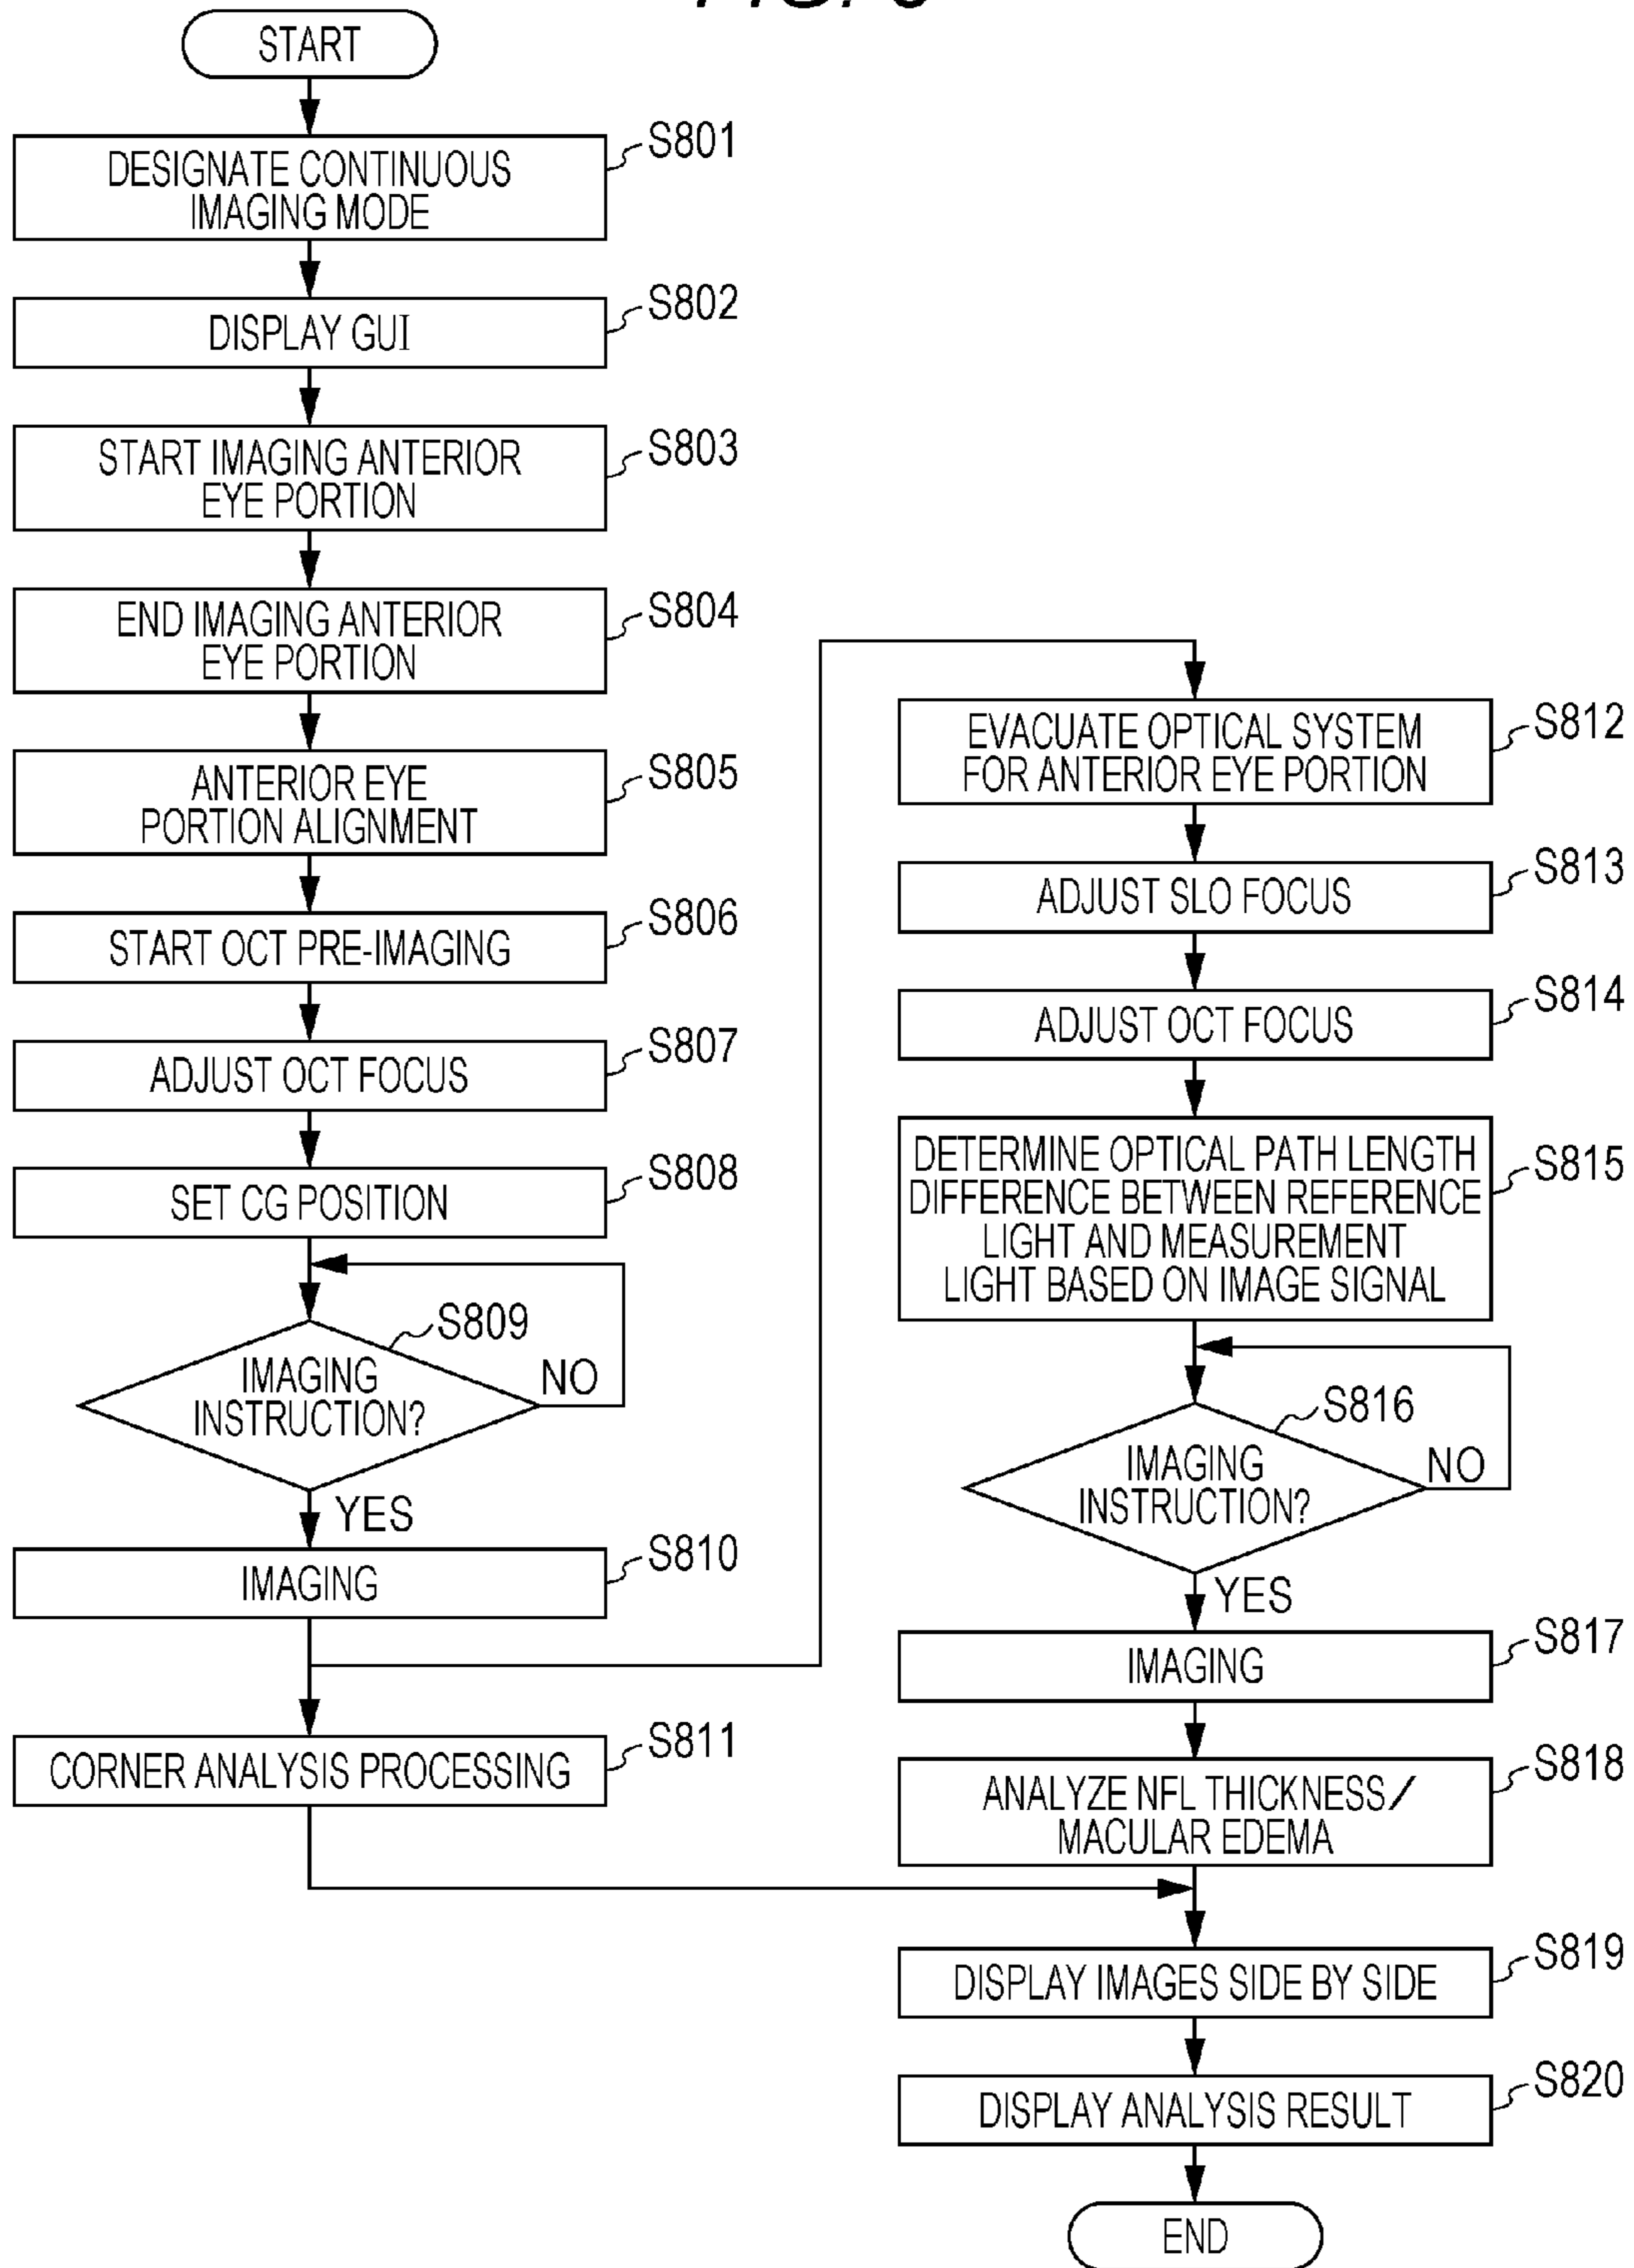 START
S801
DESIGNATE CONTINUOUS
IMAGING MODE
S802
DISPLAY GUI
S803
START IMAGING ANTERIOR
EYE PORTION
S804
END IMAGING ANTERIOR
EYE PORTION
S805
ANTERIOR EYE
PORTION ALIGNMENT
S806
START OCT PRE-IMAGING
S807
ADJUST OCT FOCUS
S808
SET CG POSITION
S809
IMAGING
INSTRUCTION?
NO
YES
S810
IMAGING
S811
CORNER ANALYSIS PROCESSING
S812
EVACUATE OPTICAL SYSTEM
FOR ANTERIOR EYE PORTION
S813
ADJUST SLO FOCUS
S814
ADJUST OCT FOCUS
S815
DETERMINE OPTICAL PATH LENGTH
DIFFERENCE BETWEEN REFERENCE
LIGHT AND MEASUREMENT
LIGHT BASED ON IMAGE SIGNAL
S816
IMAGING
INSTRUCTION?
NO
YES
S817
IMAGING
S818
ANALYZE NFL THICKNESS/
MACULAR EDEMA
S819
DISPLAY IMAGES SIDE BY SIDE
S820
DISPLAY ANALYSIS RESULT
END